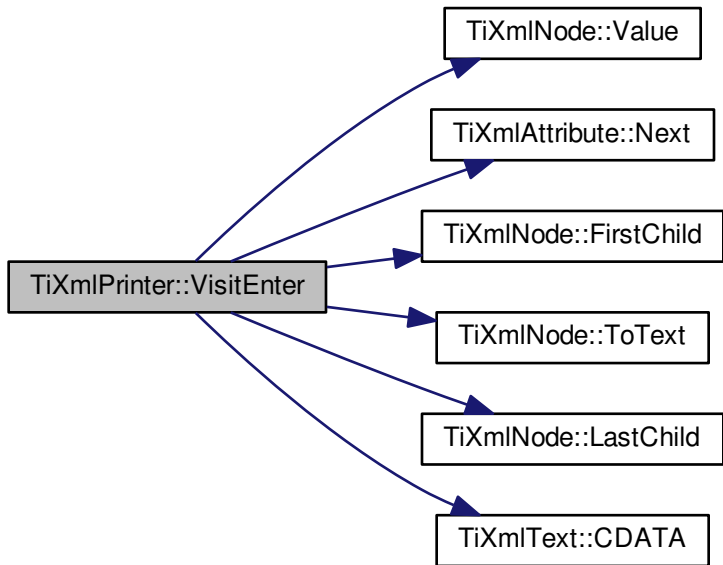 TiXmlNode::Value
TiXmlAttribute::Next
TiXmlNode::FirstChild
TiXmlPrinter::VisitEnter
TiXmlNode::ToText
TiXmlNode::LastChild
TiXmlText::CDATA